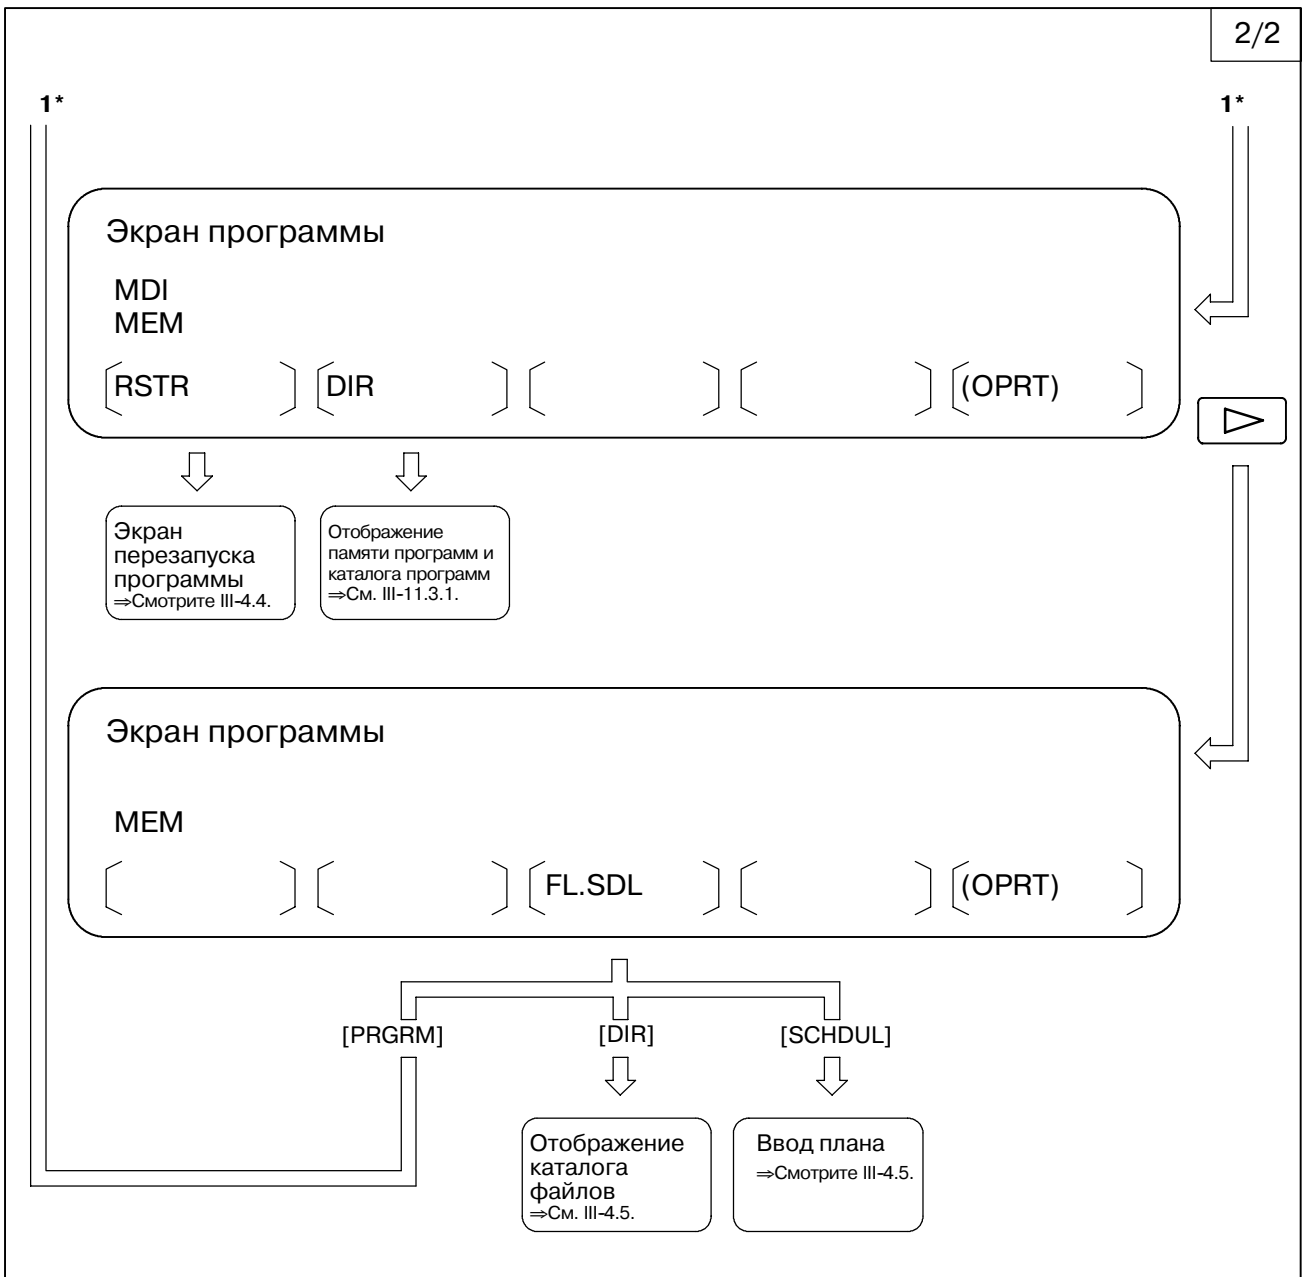 2/2
1* 1*
Экран программы
MDI
MEM
RSTR DIR (OPRT)
Экран
перезапуска
программы
⇒Смотрите III-4.4.
Отображение
памяти программ и
каталога программ
⇒См. III-11.3.1.
Экран программы
MEM
FL.SDL (OPRT)
[PRGRM] [DIR] [SCHDUL]
Отображение
каталога
файлов
⇒См. III-4.5.
Ввод плана
⇒Смотрите III-4.5.